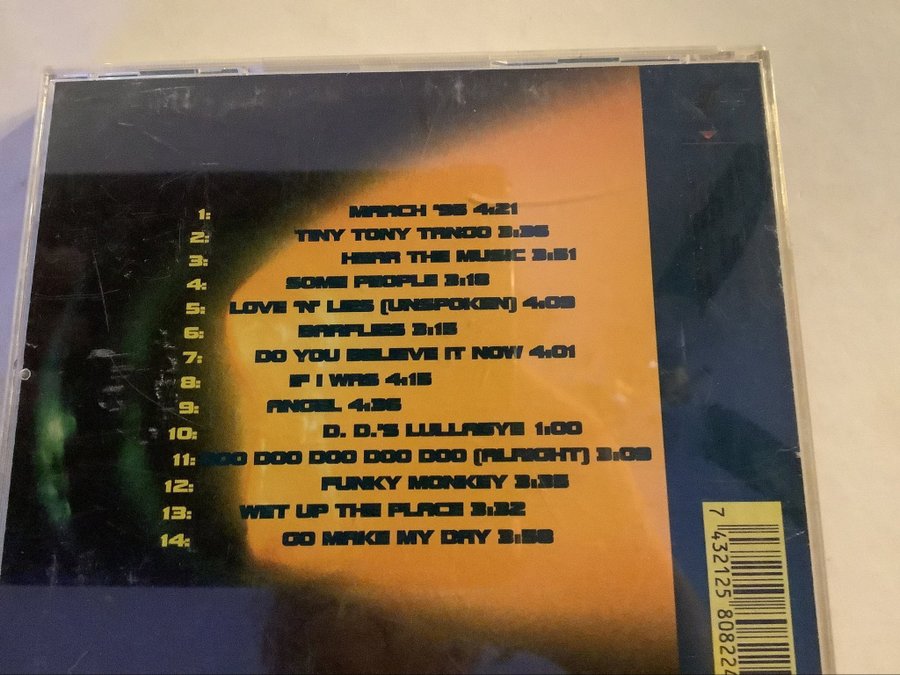 1: MARCH '96 4:21
2: TINY TONY TANGO 3:36
3: HEAR THE MUSIC 3:51
4: SOME PEOPLE 3:18
5: LOVE 'N' LIES (UNSPOKEN) 4:09
6: BARFLIES 3:15
7: DO YOU BELIEVE IT NOW 4:01
8: IF I WAS 4:15
9: ANGEL 4:36
10: D. D.'S LULLABYE 1:00
11: DOO DOO DOO DOO DOO (ALRIGHT) 3:09
12: FUNKY MONKEY 3:35
13: WET UP THE PLACE 3:32
14: GO MAKE MY DAY 3:58
7 432125 808224